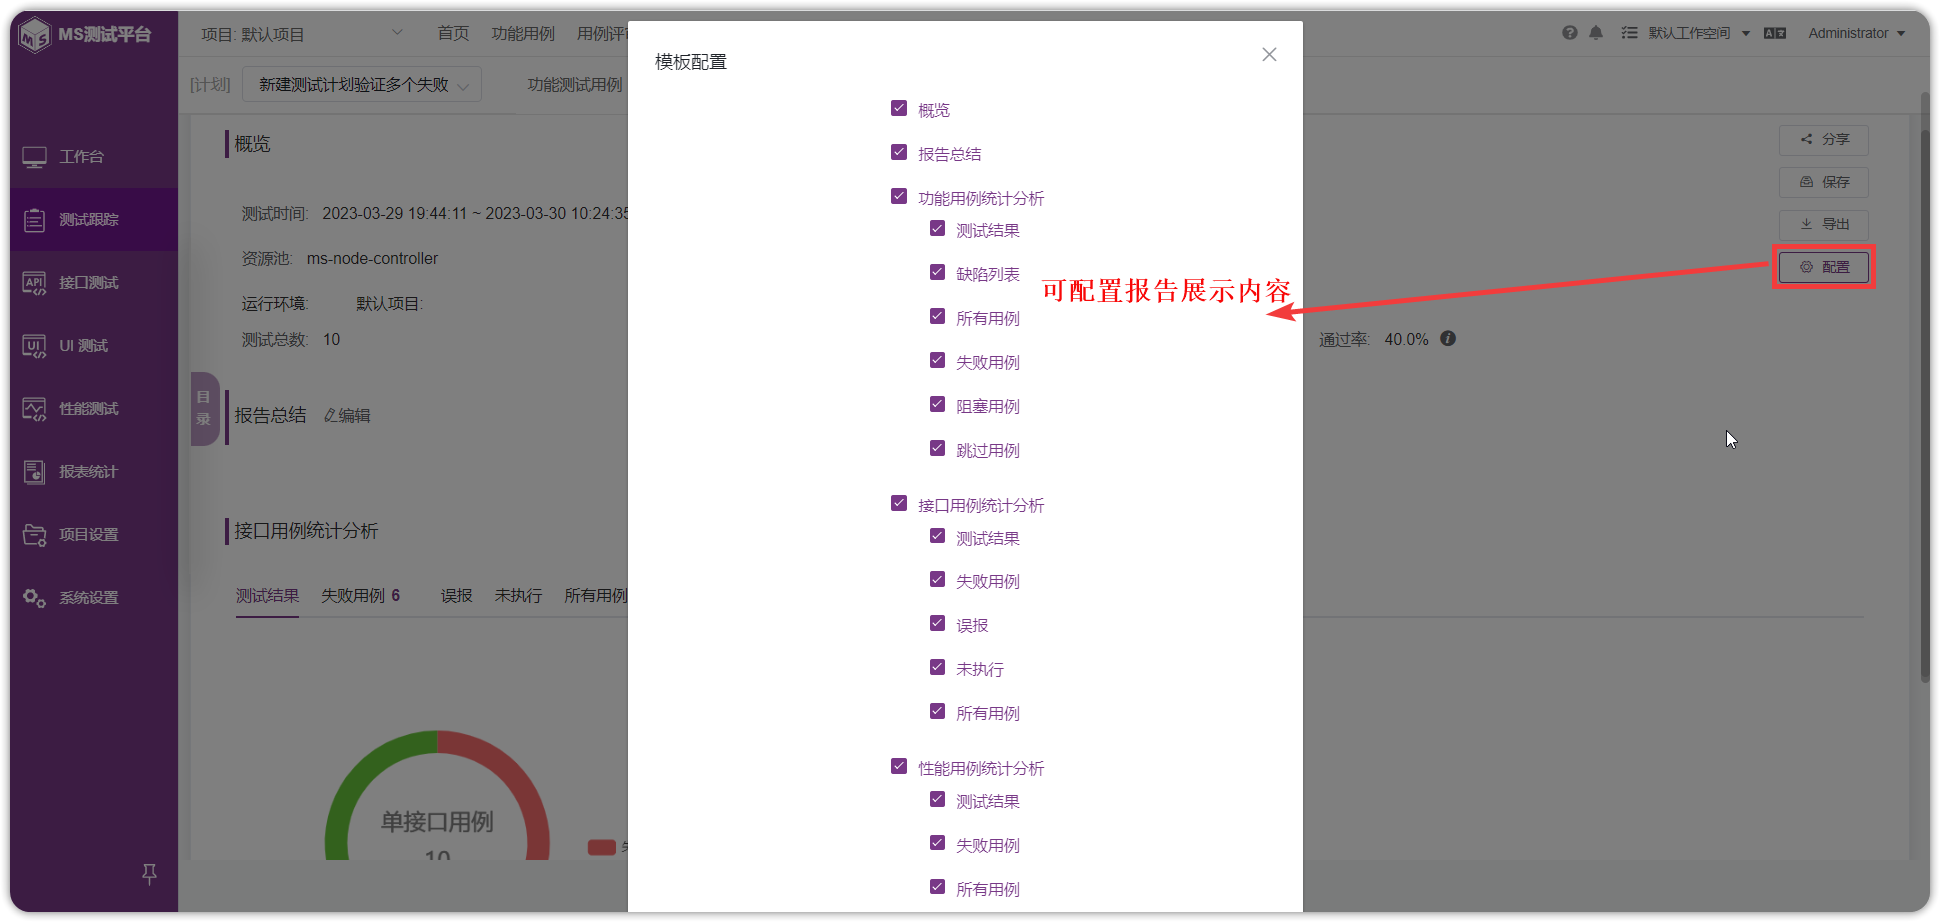 MS测试平台
项目: 默认项目
首页
功能用例
用例评审
默认工作空间
Administrator
[计划]
新建测试计划验证多个失败
功能测试用例
工作台
测试跟踪
接口测试
UI 测试
性能测试
报表统计
项目设置
系统设置
目录
概览
测试时间: 2023-03-29 19:44:11 ~ 2023-03-30 10:24:35
资源池: ms-node-controller
运行环境: 默认项目:
测试总数: 10
通过率: 40.0%
报告总结 编辑
接口用例统计分析
测试结果 失败用例 6 误报 未执行 所有用例
单接口用例
10
分享
保存
导出
配置
模板配置
概览
报告总结
功能用例统计分析
测试结果
缺陷列表
所有用例
失败用例
阻塞用例
跳过用例
接口用例统计分析
测试结果
失败用例
误报
未执行
所有用例
性能用例统计分析
测试结果
失败用例
所有用例
可配置报告展示内容